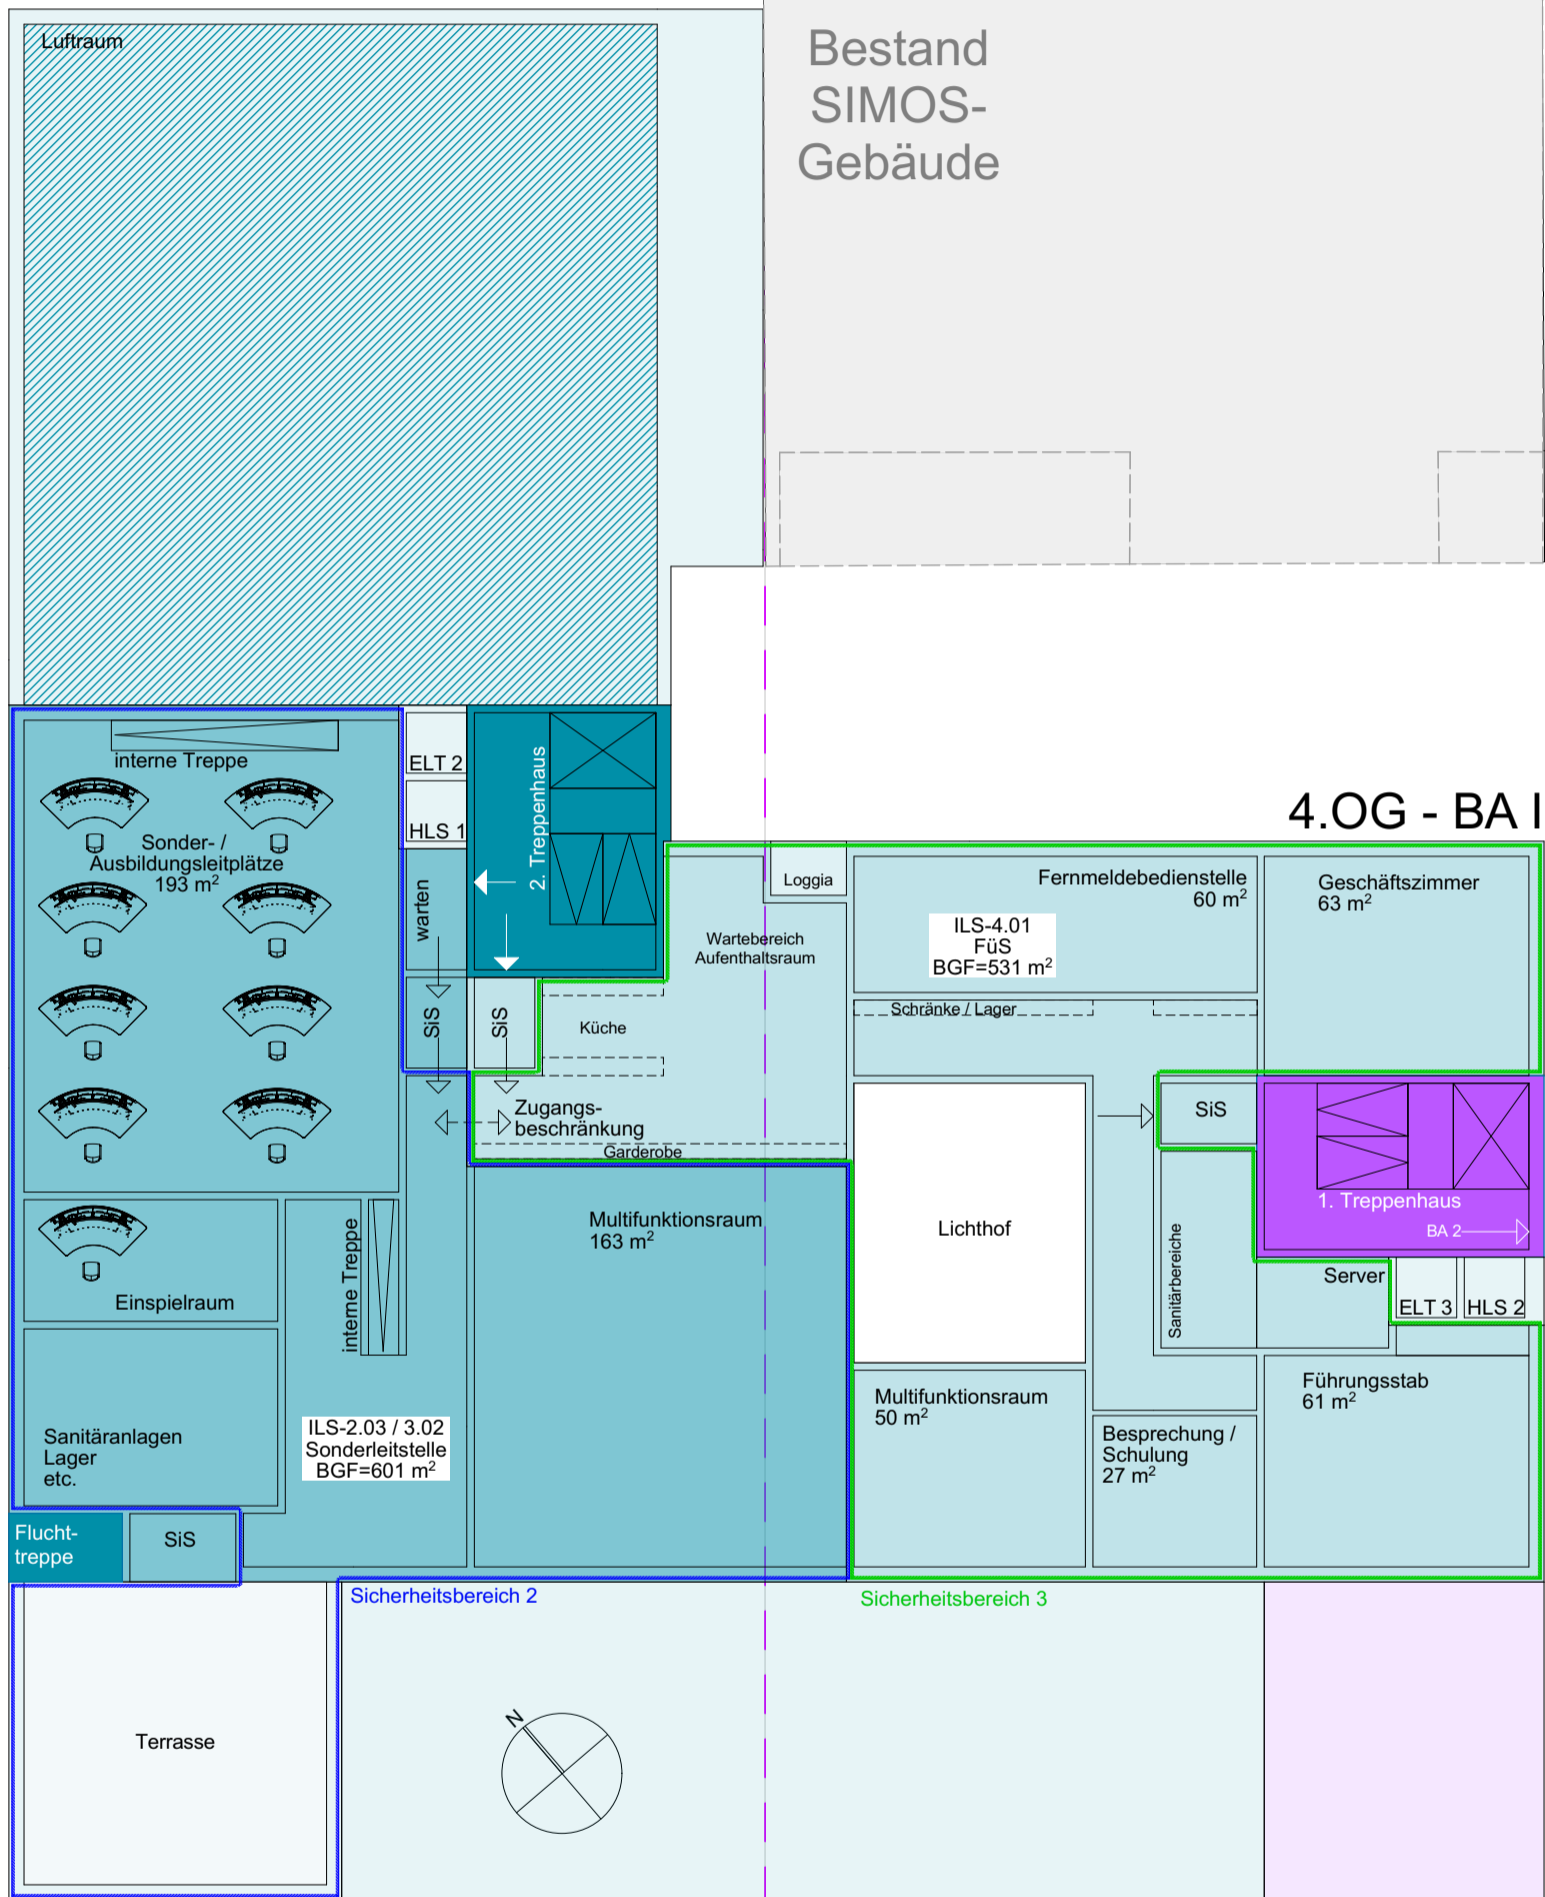 Luftraum
Bestand
SIMOS-
Gebäude
4.OG - BA I
interne Treppe
ELT 2
HLS 1
2. Treppenhaus
Sonder- /
Ausbildungsleitplätze
193 m²
warten
SiS
SiS
Loggia
Wartebereich
Aufenthaltsraum
Küche
Fernmeldebedienstelle
60 m²
ILS-4.01
FüS
BGF=531 m²
Geschäftszimmer
63 m²
Schränke / Lager
Zugangs-
beschränkung
Garderobe
SiS
Multifunktionsraum
163 m²
Lichthof
Sanitärbereiche
1. Treppenhaus
BA 2
Server
ELT 3
HLS 2
interne Treppe
Einspielraum
Sanitäranlagen
Lager
etc.
ILS-2.03 / 3.02
Sonderleitstelle
BGF=601 m²
Multifunktionsraum
50 m²
Besprechung /
Schulung
27 m²
Führungsstab
61 m²
Flucht-
treppe
SiS
Sicherheitsbereich 2
Sicherheitsbereich 3
Terrasse
N